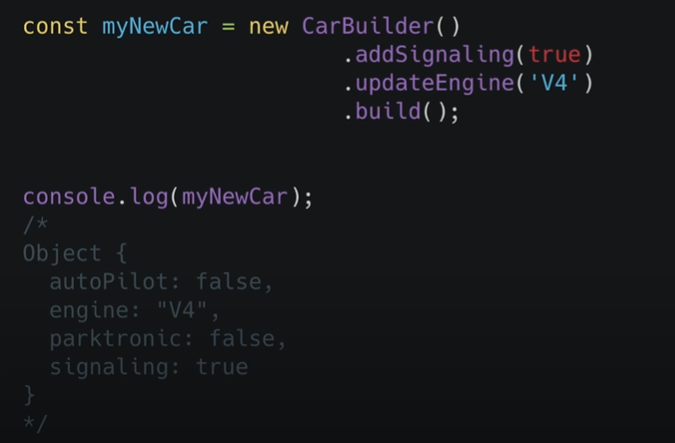 const myNewCar = new CarBuilder()
.addSignaling(true)
.updateEngine('V4')
.build();
console.log(myNewCar);
/*
Object {
autoPilot: false,
engine: "V4",
parktronic: false,
signaling: true
}
*/